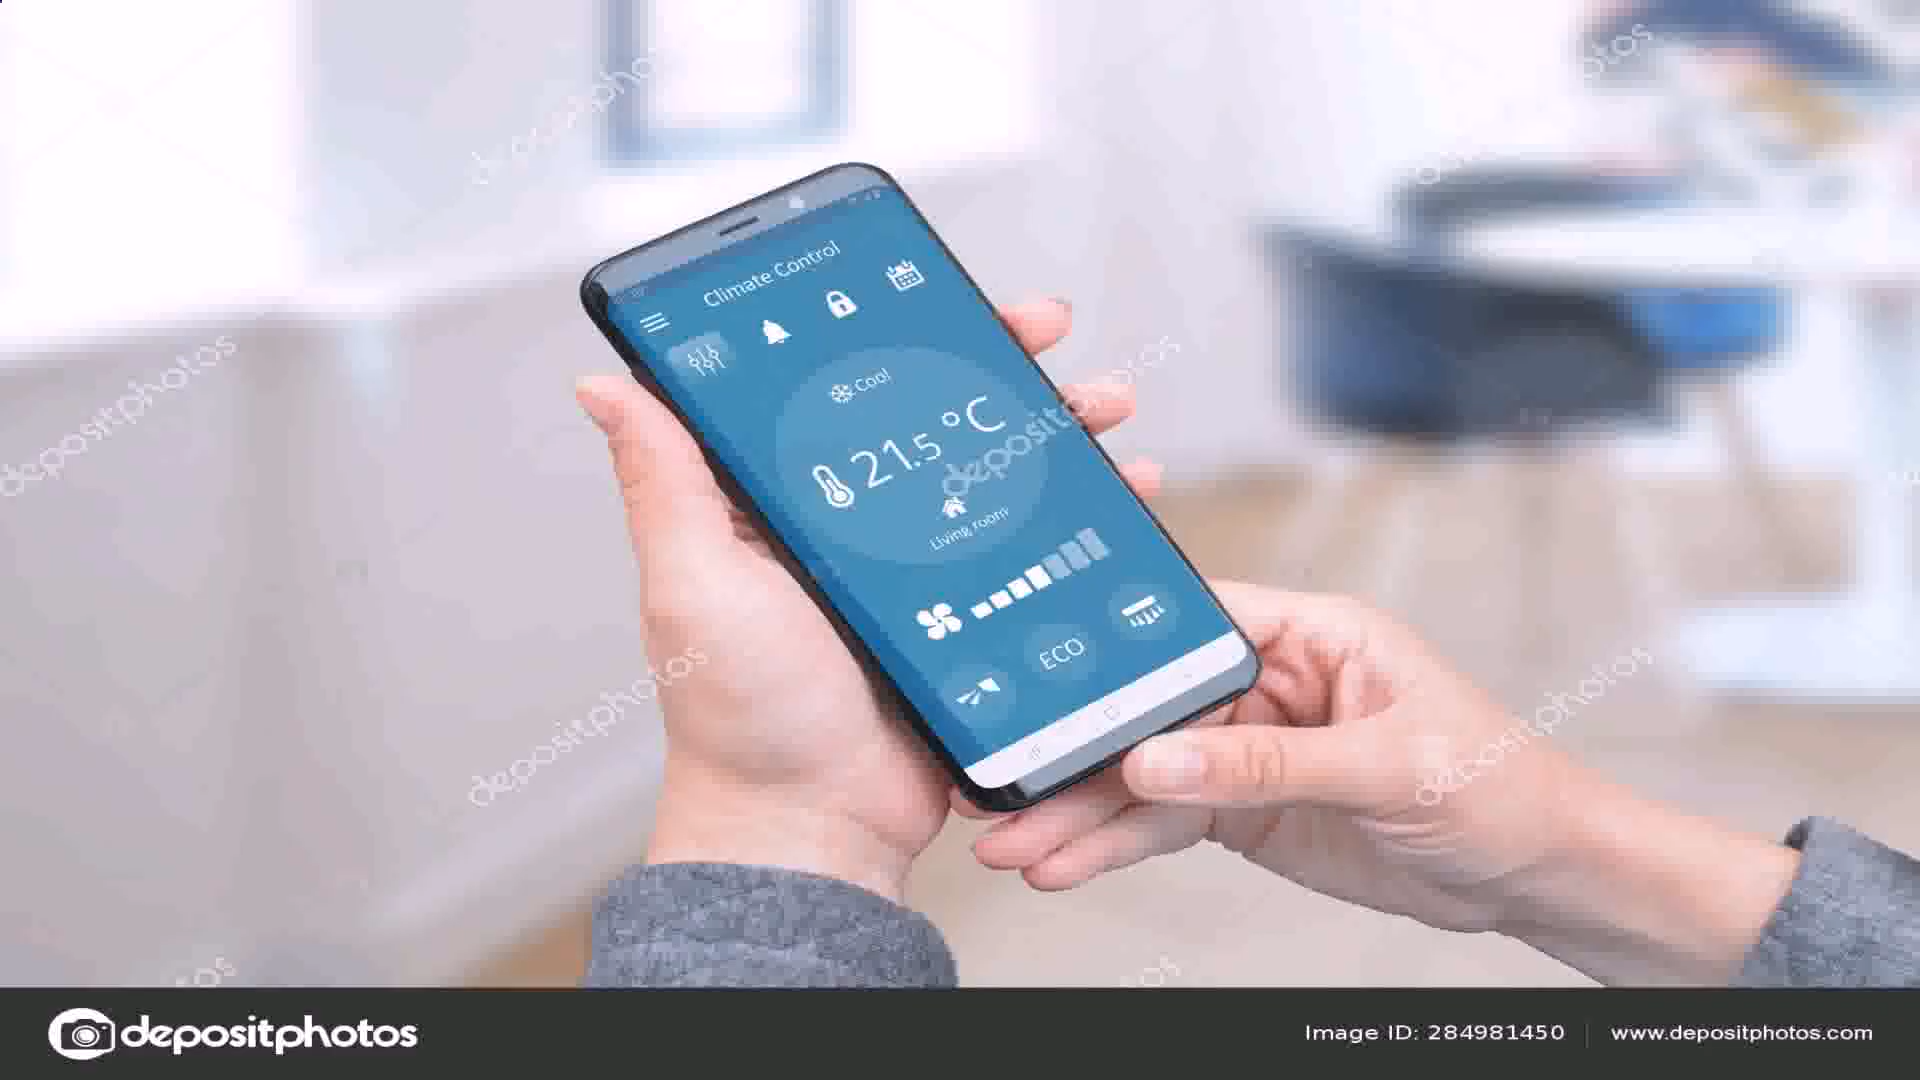 Climate Control
Cool
21.5 °C
Living room
ECO
depositphotos
Image ID: 284981450
www.depositphotos.com